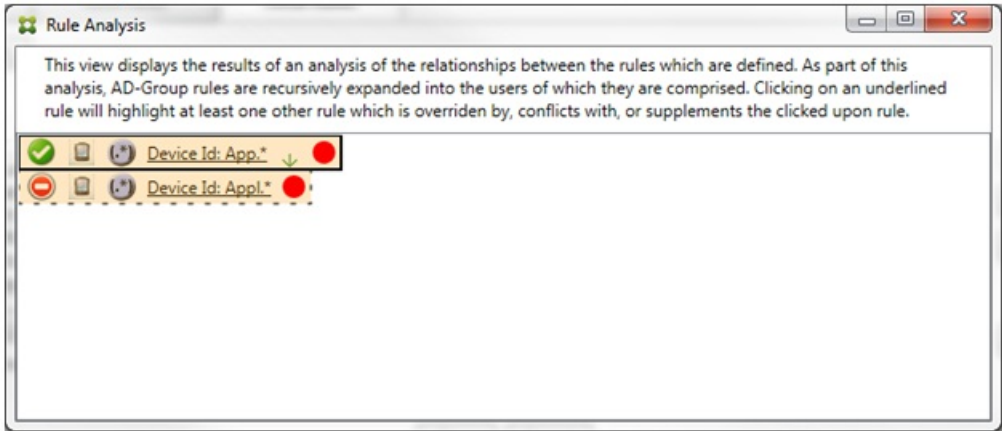 Rule Analysis
This view displays the results of an analysis of the relationships between the rules which are defined. As part of this
analysis, AD-Group rules are recursively expanded into the users of which they are comprised. Clicking on an underlined
rule will highlight at least one other rule which is overriden by, conflicts with, or supplements the clicked upon rule.
(.*) Device Id: App.*
(.*) Device Id: Appl.*